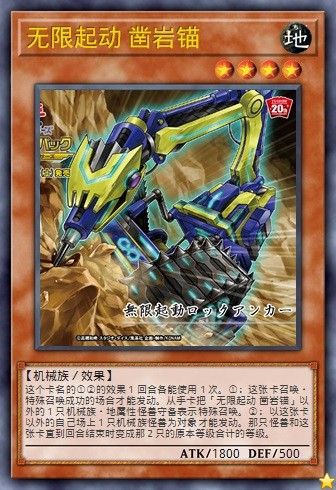 无限起动 凿岩锚
地
20th
ーズ
パック
発売
無限起動ロックアンカー
【机械族／效果】
这个卡名的①②的效果1回合各能使用1次。①：这张卡召唤·
特殊召唤成功的场合才能发动。从手卡把「无限起动 凿岩锚」以
外的1只机械族·地属性怪兽守备表示特殊召唤。②：以这张卡
以外的自己场上1只机械族怪兽为对象才能发动。那只怪兽和这
张卡直到回合结束时变成那2只的原本等级合计的等级。
ATK/1800 DEF/500